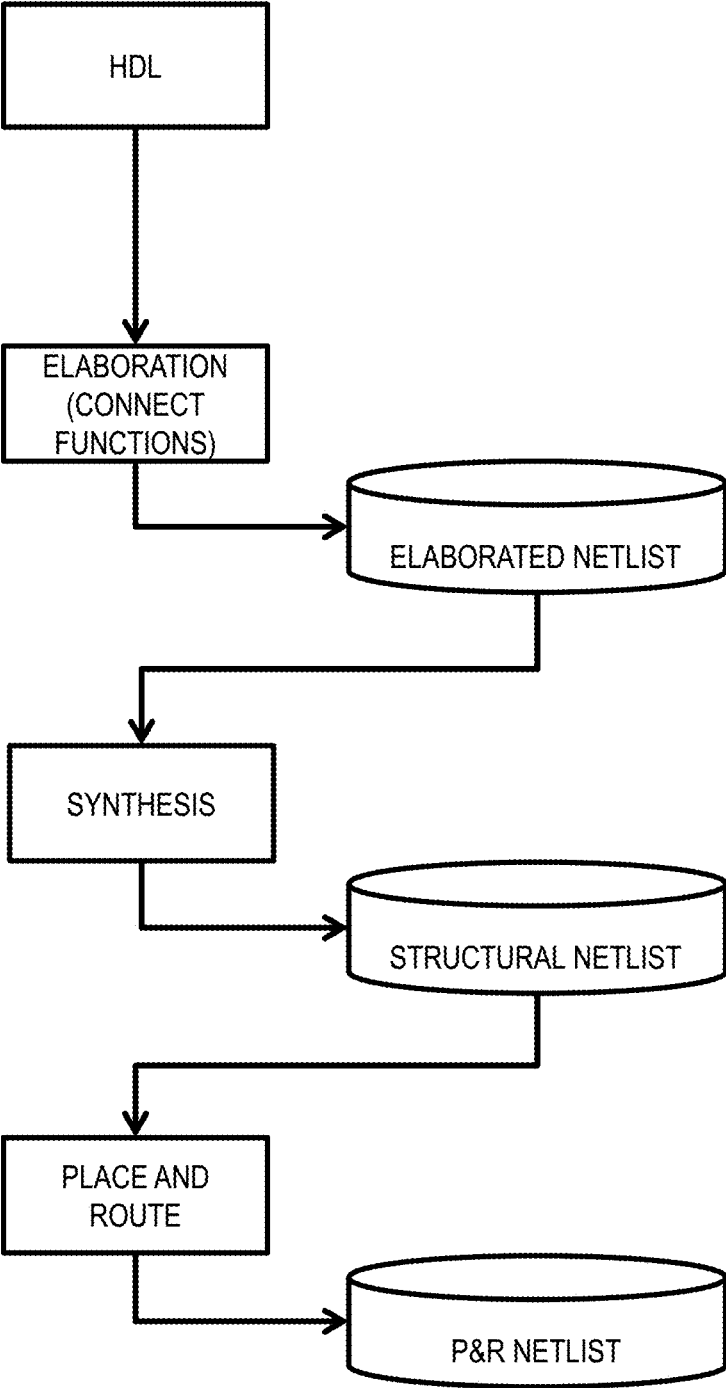 HDL
ELABORATION
(CONNECT
FUNCTIONS)
ELABORATED NETLIST
SYNTHESIS
STRUCTURAL NETLIST
PLACE AND
ROUTE
P&R NETLIST